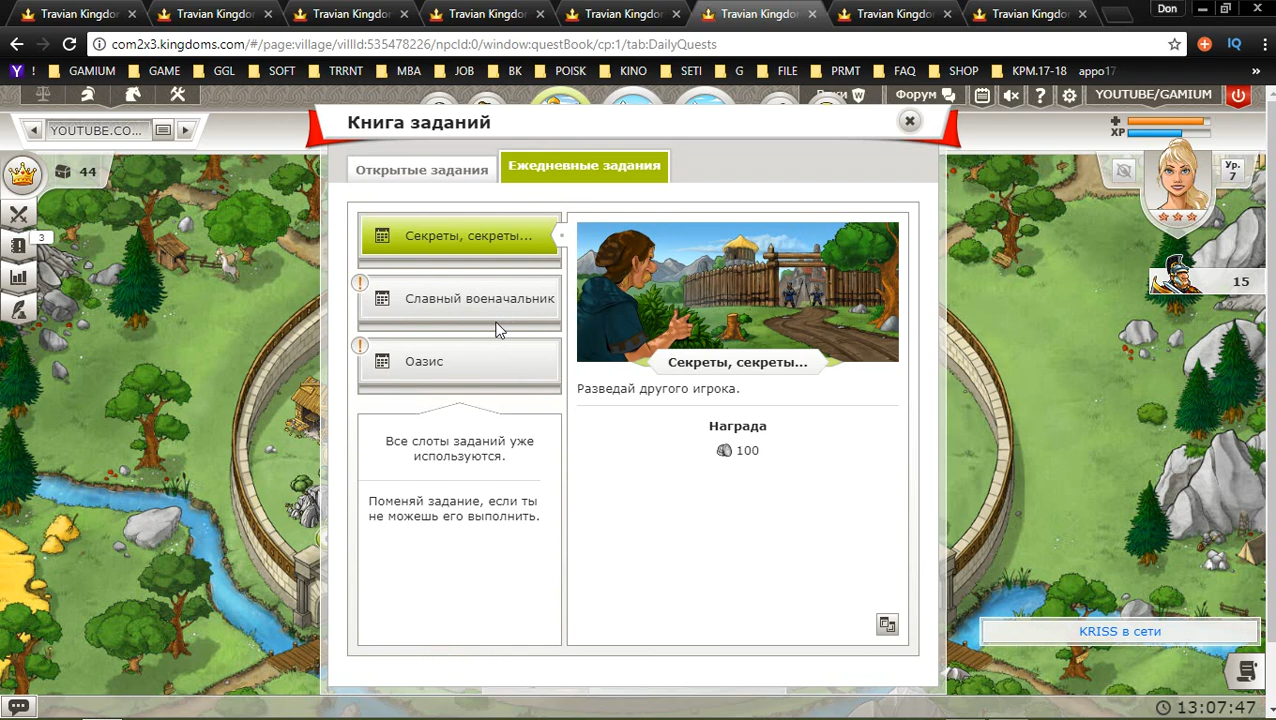 Travian Kingdo
Travian Kingdo
Travian Kingdo
Travian Kingdo
Travian Kingdo
Travian Kingdo
Travian Kingdo
Travian Kingdo
Don
com2x3.kingdoms.com/#/page:village/villId:535478226/npcId:0/window:questBook/cp:1/tab:DailyQuests
IQ
Y ! GAMIUM GAME GGL SOFT TRRNT MBA JOB BK POISK KINO SETI G FILE PRMT FAQ SHOP KPM.17-18 appo17 »
Форум ? YOUTUBE/GAMIUM
YOUTUBE.CO...
Книга заданий
XP
44
Открытые задания
Ежедневные задания
Ур.
7
3
Секреты, секреты...
! Славный военачальник
15
! Оазис
Секреты, секреты...
Разведай другого игрока.
Награда
100
Все слоты заданий уже
используются.
Поменяй задание, если ты
не можешь его выполнить.
KRISS в сети
13:07:47